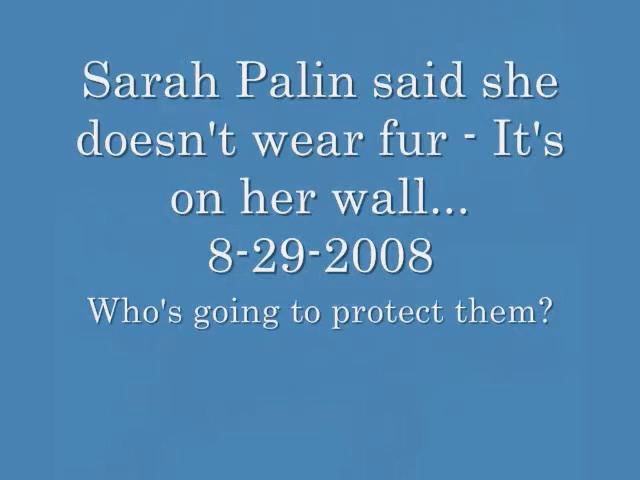 Sarah Palin said she
doesn't wear fur - It's
on her wall...
8-29-2008
Who's going to protect them?